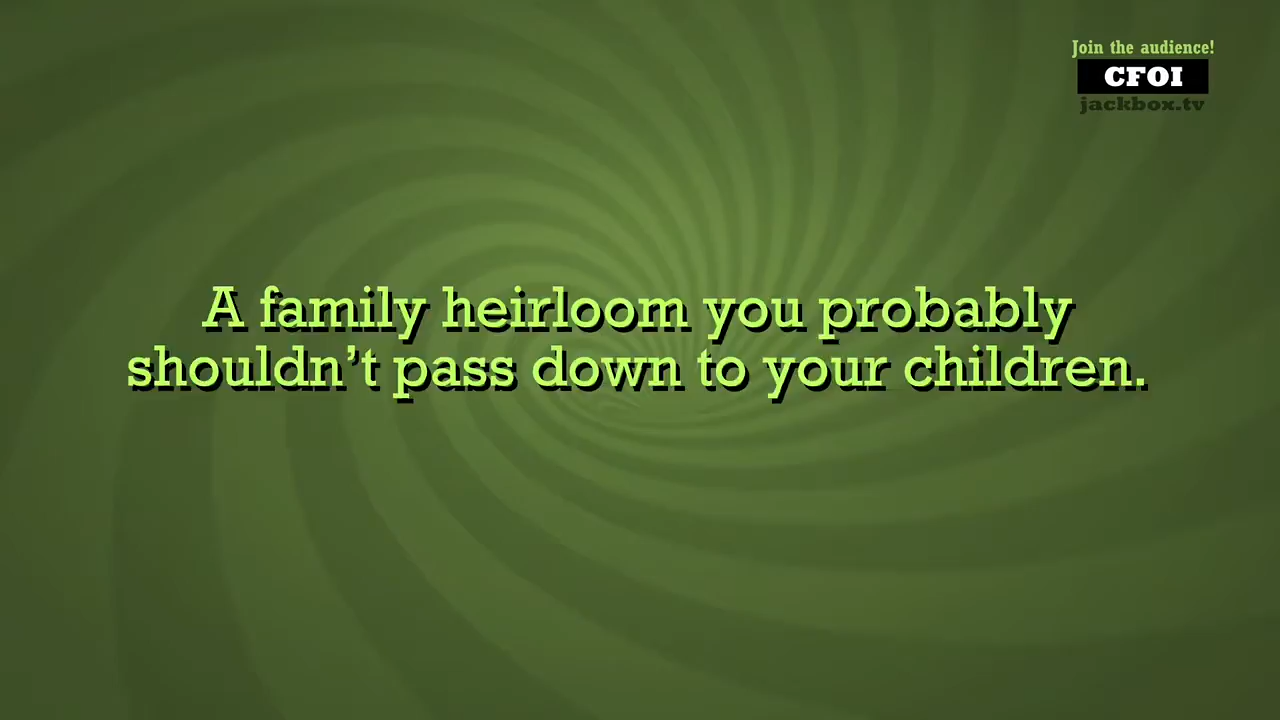 Join the audience!
CFOI
jackbox.tv
A family heirloom you probably
shouldn’t pass down to your children.